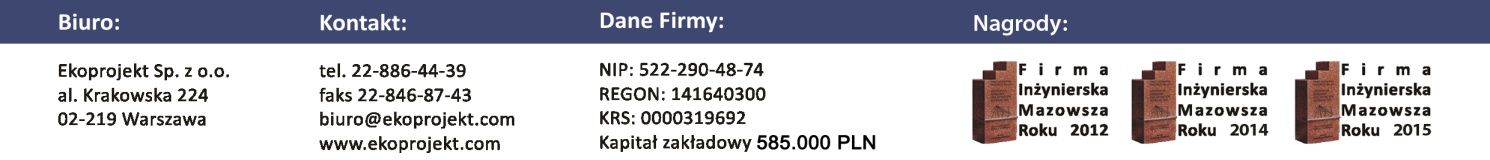 Biuro:
Ekoprojekt Sp. z o.o.
al. Krakowska 224
02-219 Warszawa
Kontakt:
tel. 22-886-44-39
faks 22-846-87-43
biuro@ekoprojekt.com
www.ekoprojekt.com
Dane Firmy:
NIP: 522-290-48-74
REGON: 141640300
KRS: 0000319692
Kapitał zakładowy 585.000 PLN
Nagrody:
Firma
Inżynierska
Mazowsza
Roku 2012
Firma
Inżynierska
Mazowsza
Roku 2014
Firma
Inżynierska
Mazowsza
Roku 2015